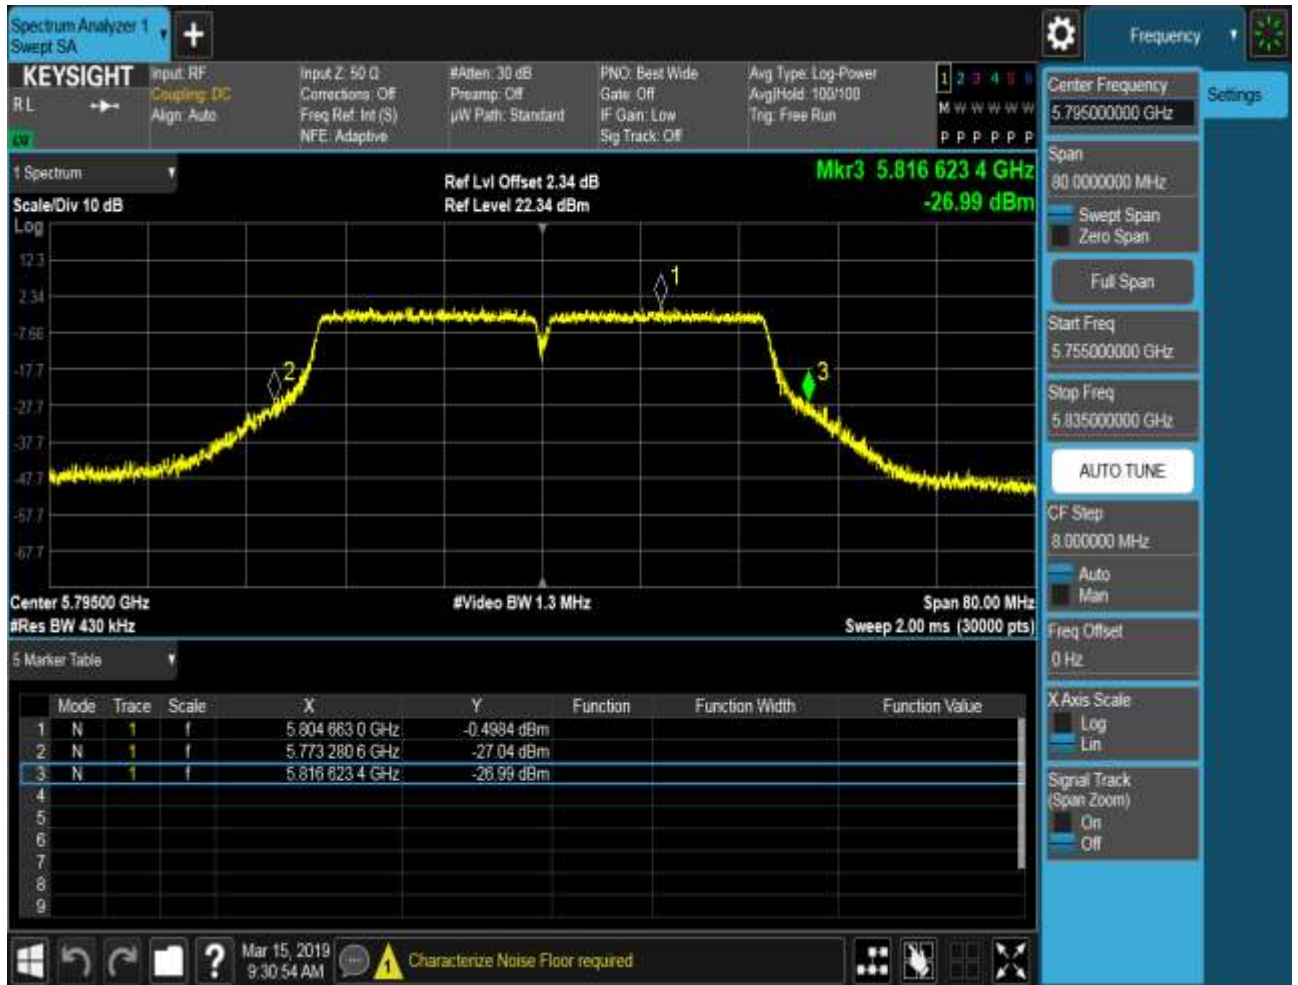 Spectrum Analyzer 1
Swept SA
+
Frequency
KEYSIGHT
RL
Input: RF
Coupling: DC
Align: Auto
Input Z: 50 Ω
Corrections: Off
Freq Ref: Int (S)
NFE: Adaptive
#Atten: 30 dB
Preamp: Off
µW Path: Standard
PNO: Best Wide
Gate: Off
IF Gain: Low
Sig Track: Off
Avg Type: Log-Power
Avg|Hold: 100/100
Trig: Free Run
1 2 3 4 5 6
M W W W W W
P P P P P P
1 Spectrum
Scale/Div 10 dB
Ref Lvl Offset 2.34 dB
Ref Level 22.34 dBm
Mkr3 5.816 623 4 GHz
-26.99 dBm
Log
12.3
2.34
-7.66
-17.7
-27.7
-37.7
-47.7
-57.7
-67.7
1
2
3
Center 5.79500 GHz
#Video BW 1.3 MHz
Span 80.00 MHz
#Res BW 430 kHz
Sweep 2.00 ms (30000 pts)
5 Marker Table
Mode Trace Scale X Y Function Function Width Function Value
1 N 1 f 5.804 663 0 GHz -0.4984 dBm
2 N 1 f 5.773 280 6 GHz -27.04 dBm
3 N 1 f 5.816 623 4 GHz -26.99 dBm
4
5
6
7
8
9
?
Mar 15, 2019
9:30:54 AM
1
Characterize Noise Floor required
Center Frequency
5.795000000 GHz
Settings
Span
80.0000000 MHz
Swept Span
Zero Span
Full Span
Start Freq
5.755000000 GHz
Stop Freq
5.835000000 GHz
AUTO TUNE
CF Step
8.000000 MHz
Auto
Man
Freq Offset
0 Hz
X Axis Scale
Log
Lin
Signal Track
(Span Zoom)
On
Off